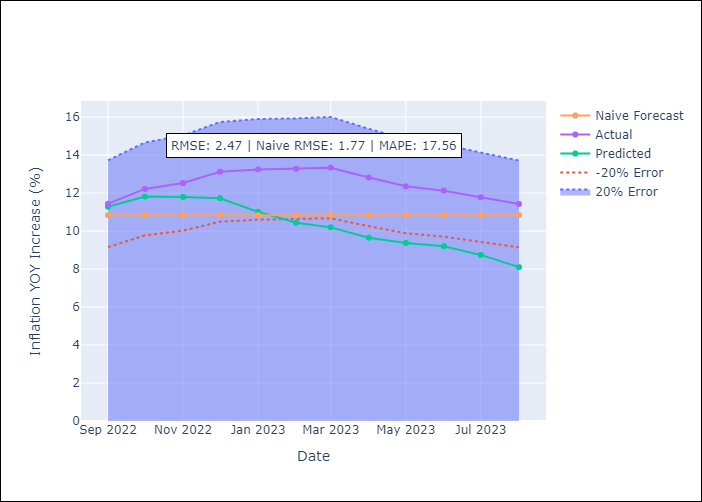 16
14
12
10
8
6
4
2
0
Inflation YOY Increase (%)
RMSE: 2.47 | Naive RMSE: 1.77 | MAPE: 17.56
Sep 2022
Nov 2022
Jan 2023
Mar 2023
May 2023
Jul 2023
Date
Naive Forecast
Actual
Predicted
-20% Error
20% Error